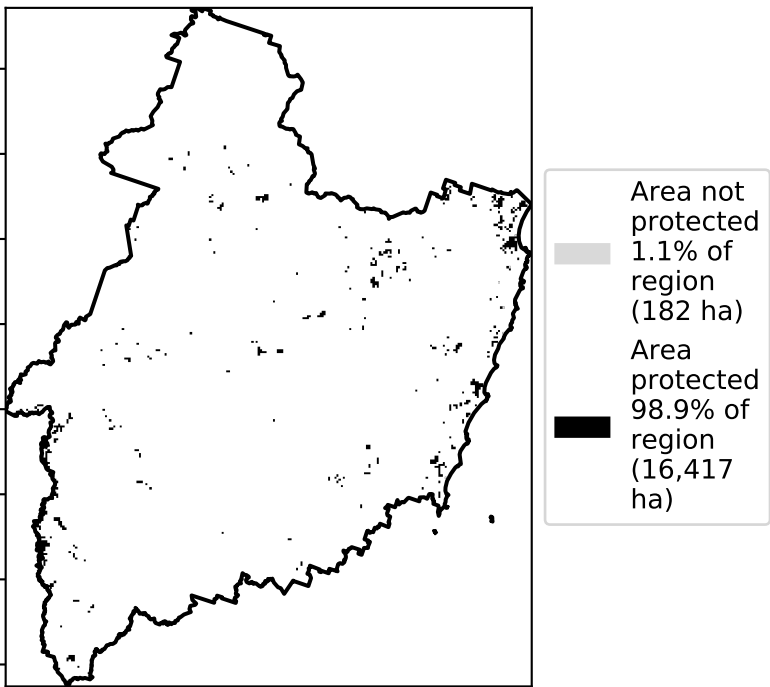 Area not
protected
1.1% of
region
(182 ha)
Area
protected
98.9% of
region
(16,417
ha)